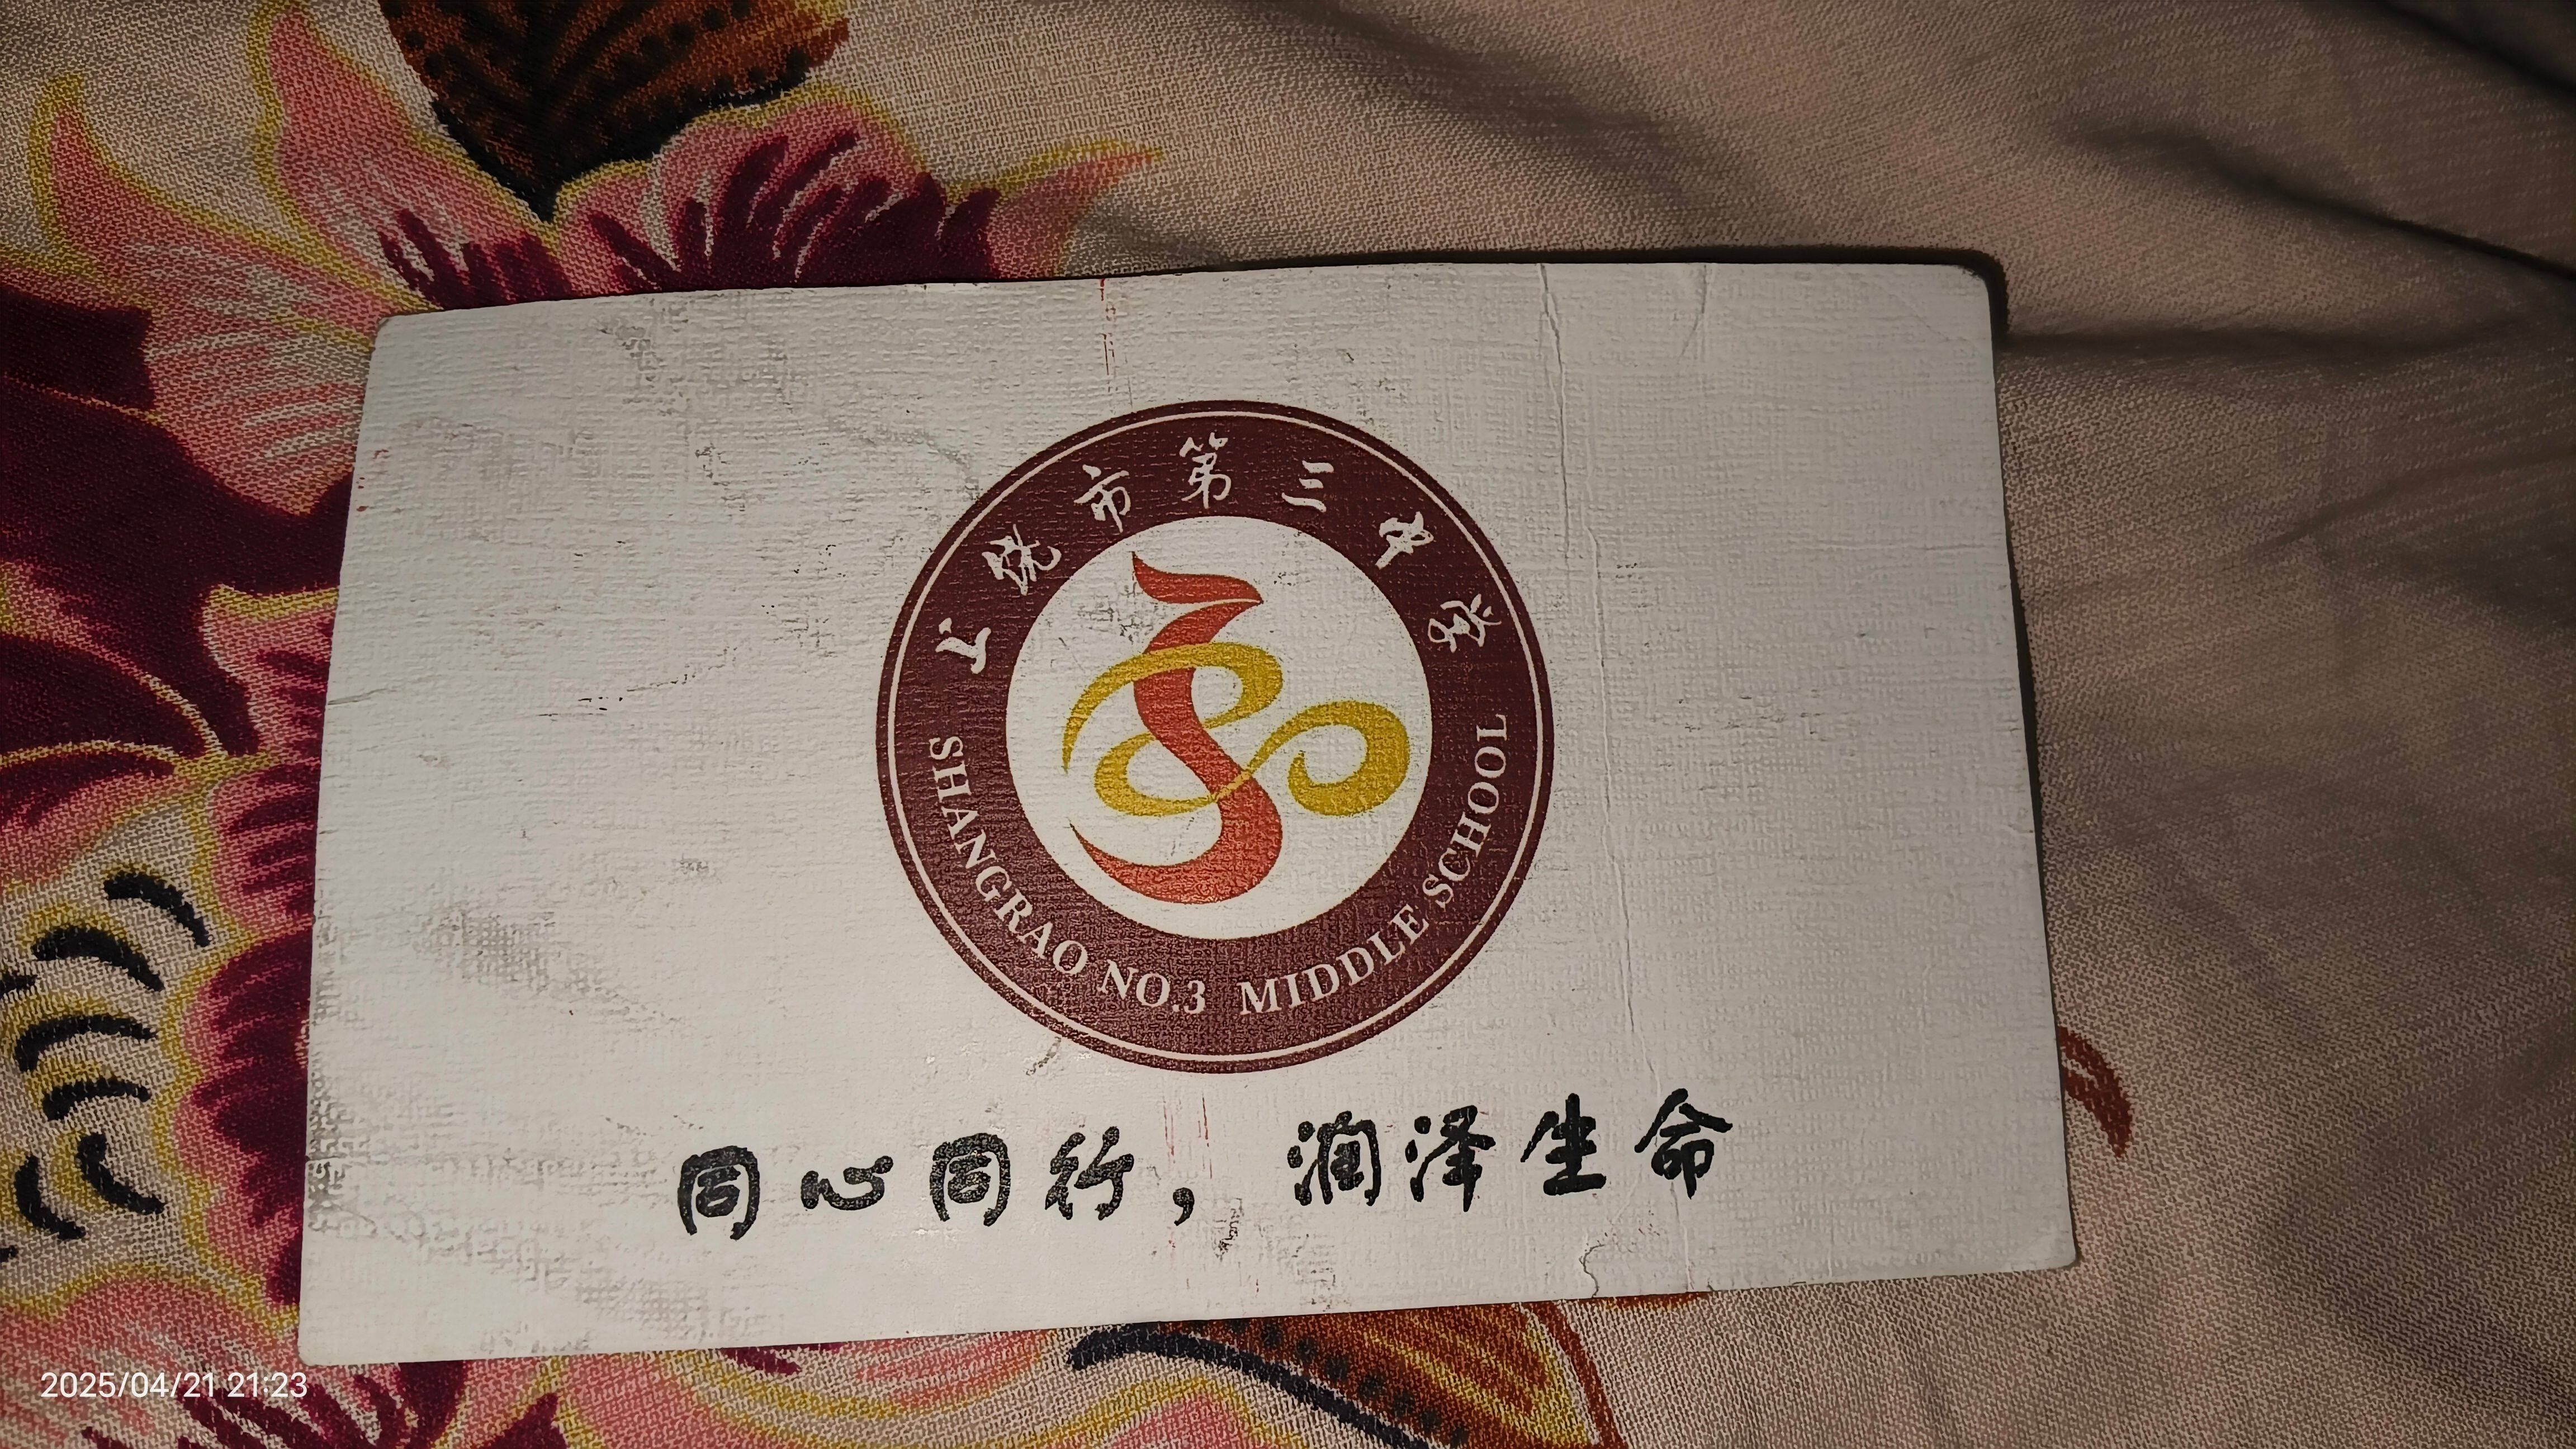 上饶市第三中学
SHANGRAO NO.3 MIDDLE SCHOOL
同心同行，润泽生命
2025/04/21 21:23